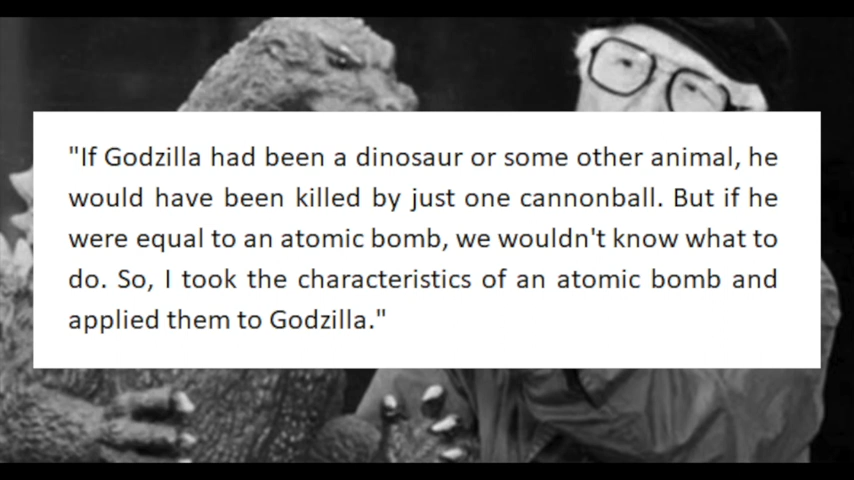 "If Godzilla had been a dinosaur or some other animal, he
would have been killed by just one cannonball. But if he
were equal to an atomic bomb, we wouldn't know what to
do. So, I took the characteristics of an atomic bomb and
applied them to Godzilla."